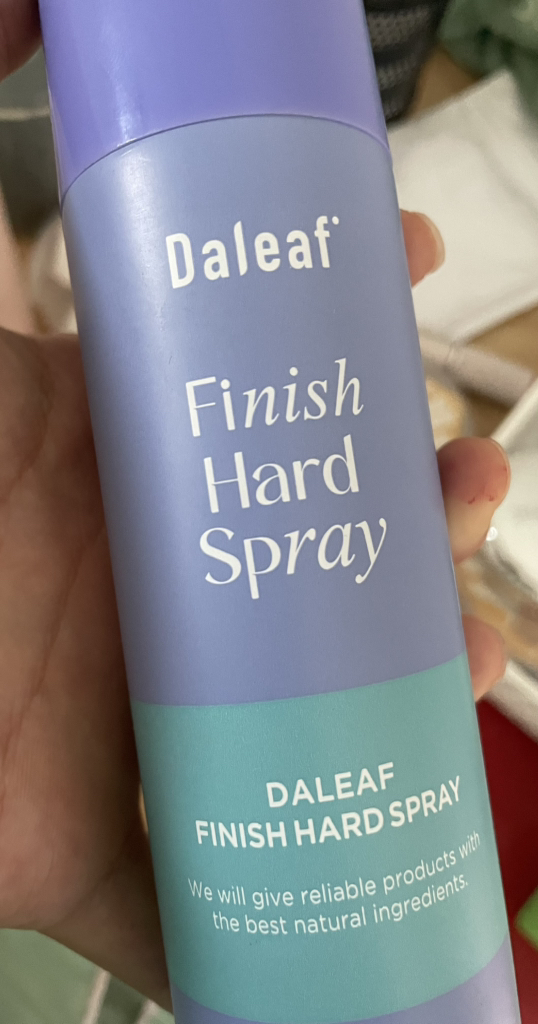 Daleaf
Finish
Hard
Spray
DALEAF
FINISH HARD SPRAY
We will give reliable products with
the best natural ingredients.